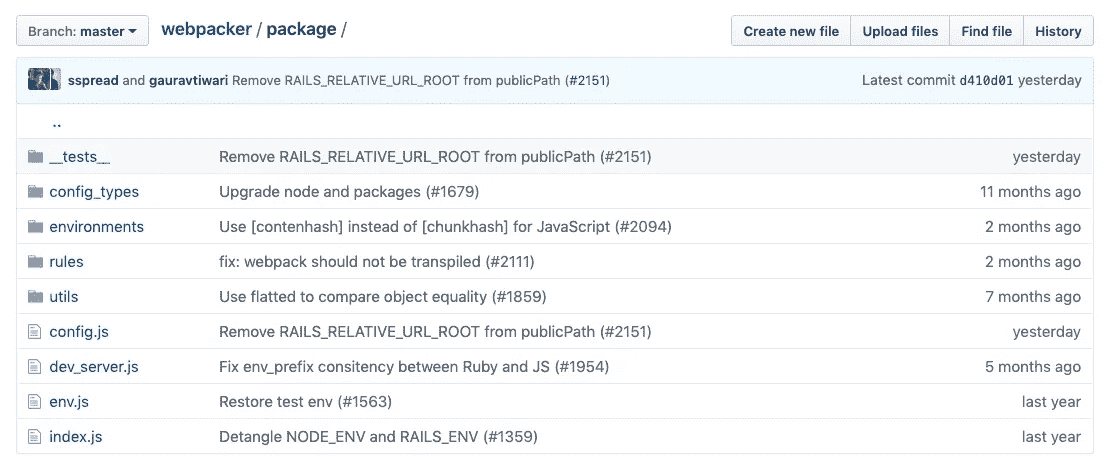 Branch: master webpacker / package / Create new file Upload files Find file History
sspread and gauravtiwari Remove RAILS_RELATIVE_URL_ROOT from publicPath (#2151) Latest commit d410d01 yesterday
..
__tests__ Remove RAILS_RELATIVE_URL_ROOT from publicPath (#2151) yesterday
config_types Upgrade node and packages (#1679) 11 months ago
environments Use [contenhash] instead of [chunkhash] for JavaScript (#2094) 2 months ago
rules fix: webpack should not be transpiled (#2111) 2 months ago
utils Use flatted to compare object equality (#1859) 7 months ago
config.js Remove RAILS_RELATIVE_URL_ROOT from publicPath (#2151) yesterday
dev_server.js Fix env_prefix consitency between Ruby and JS (#1954) 5 months ago
env.js Restore test env (#1563) last year
index.js Detangle NODE_ENV and RAILS_ENV (#1359) last year